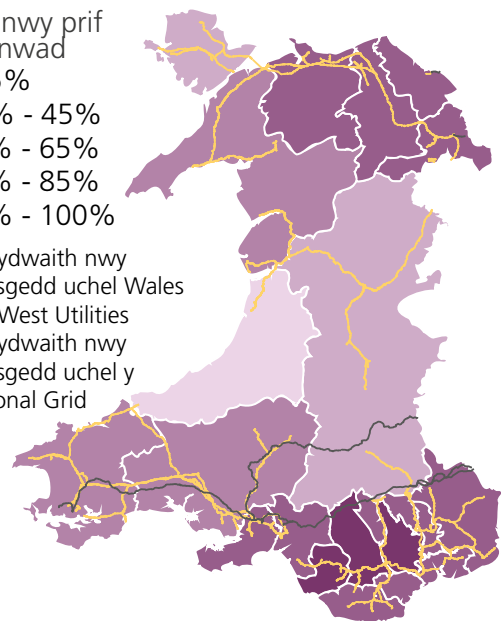 nwy prif
nwad
5%
% - 45%
% - 65%
% - 85%
% - 100%
ydwaith nwy
sgedd uchel Wales
West Utilities
ydwaith nwy
sgedd uchel y
onal Grid